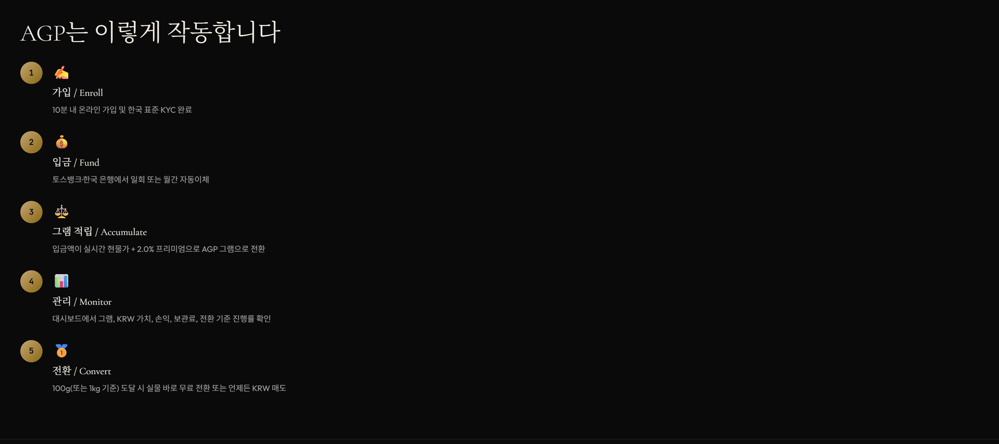 AGP는 이렇게 작동합니다
1
가입 / Enroll
10분 내 온라인 가입 및 한국 표준 KYC 완료
2
입금 / Fund
토스뱅크·한국 은행에서 일회 또는 월간 자동이체
3
그램 적립 / Accumulate
입금액이 실시간 현물가 + 2.0% 프리미엄으로 AGP 그램으로 전환
4
관리 / Monitor
대시보드에서 그램, KRW 가치, 손익, 보관료, 전환 기준 진행률 확인
5
전환 / Convert
100g(또는 1kg 기준) 도달 시 실물 바로 무료 전환 또는 언제든 KRW 매도